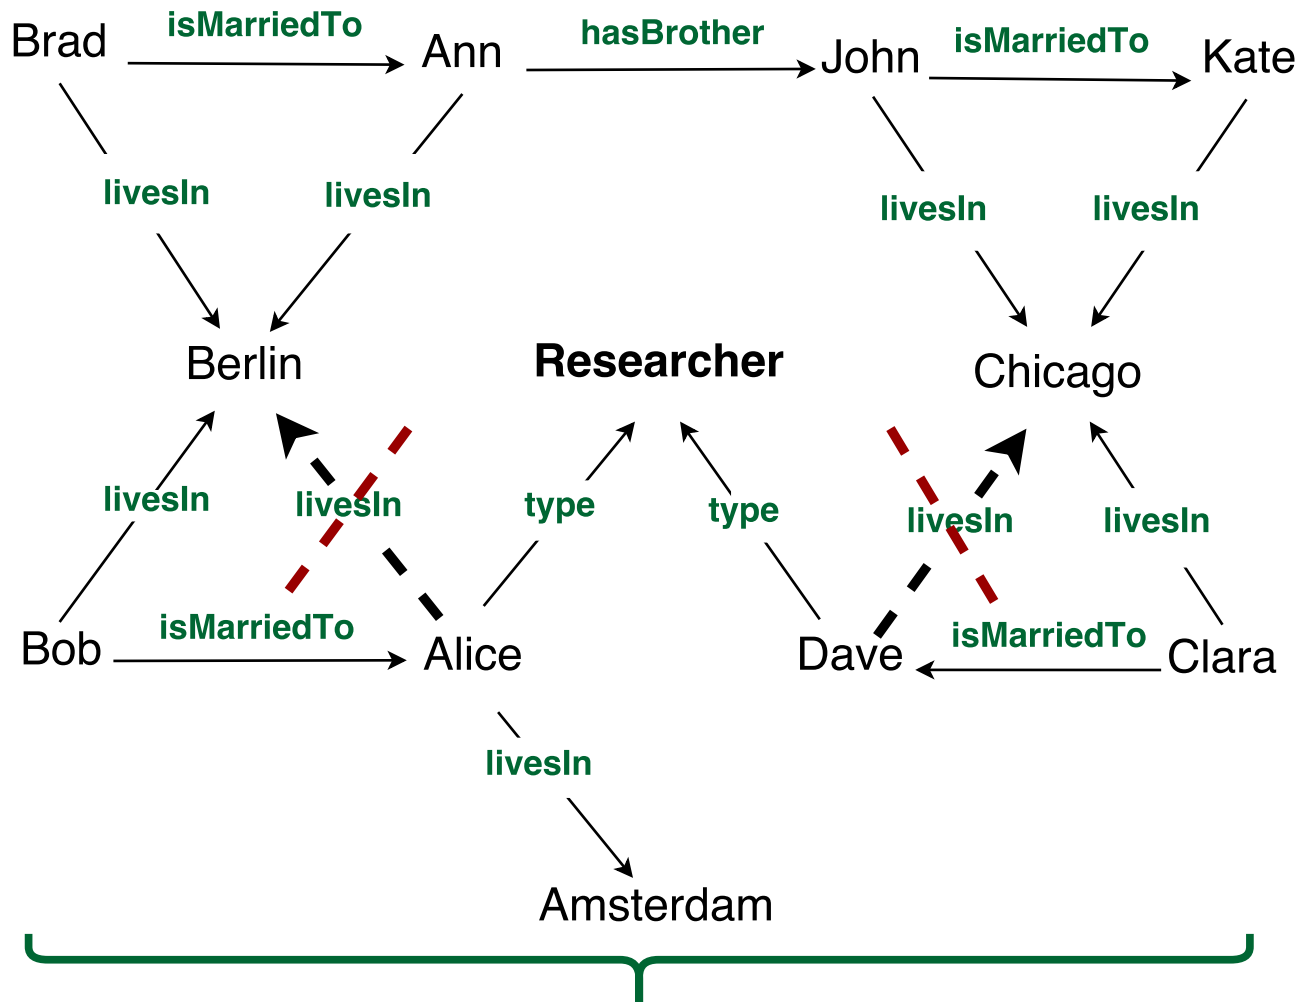 Brad
isMarriedTo
Ann
hasBrother
John
isMarriedTo
Kate
livesIn
livesIn
livesIn
livesIn
Berlin
Researcher
Chicago
livesIn
livesIn
type
type
livesIn
livesIn
Bob
isMarriedTo
Alice
Dave
isMarriedTo
Clara
livesIn
Amsterdam